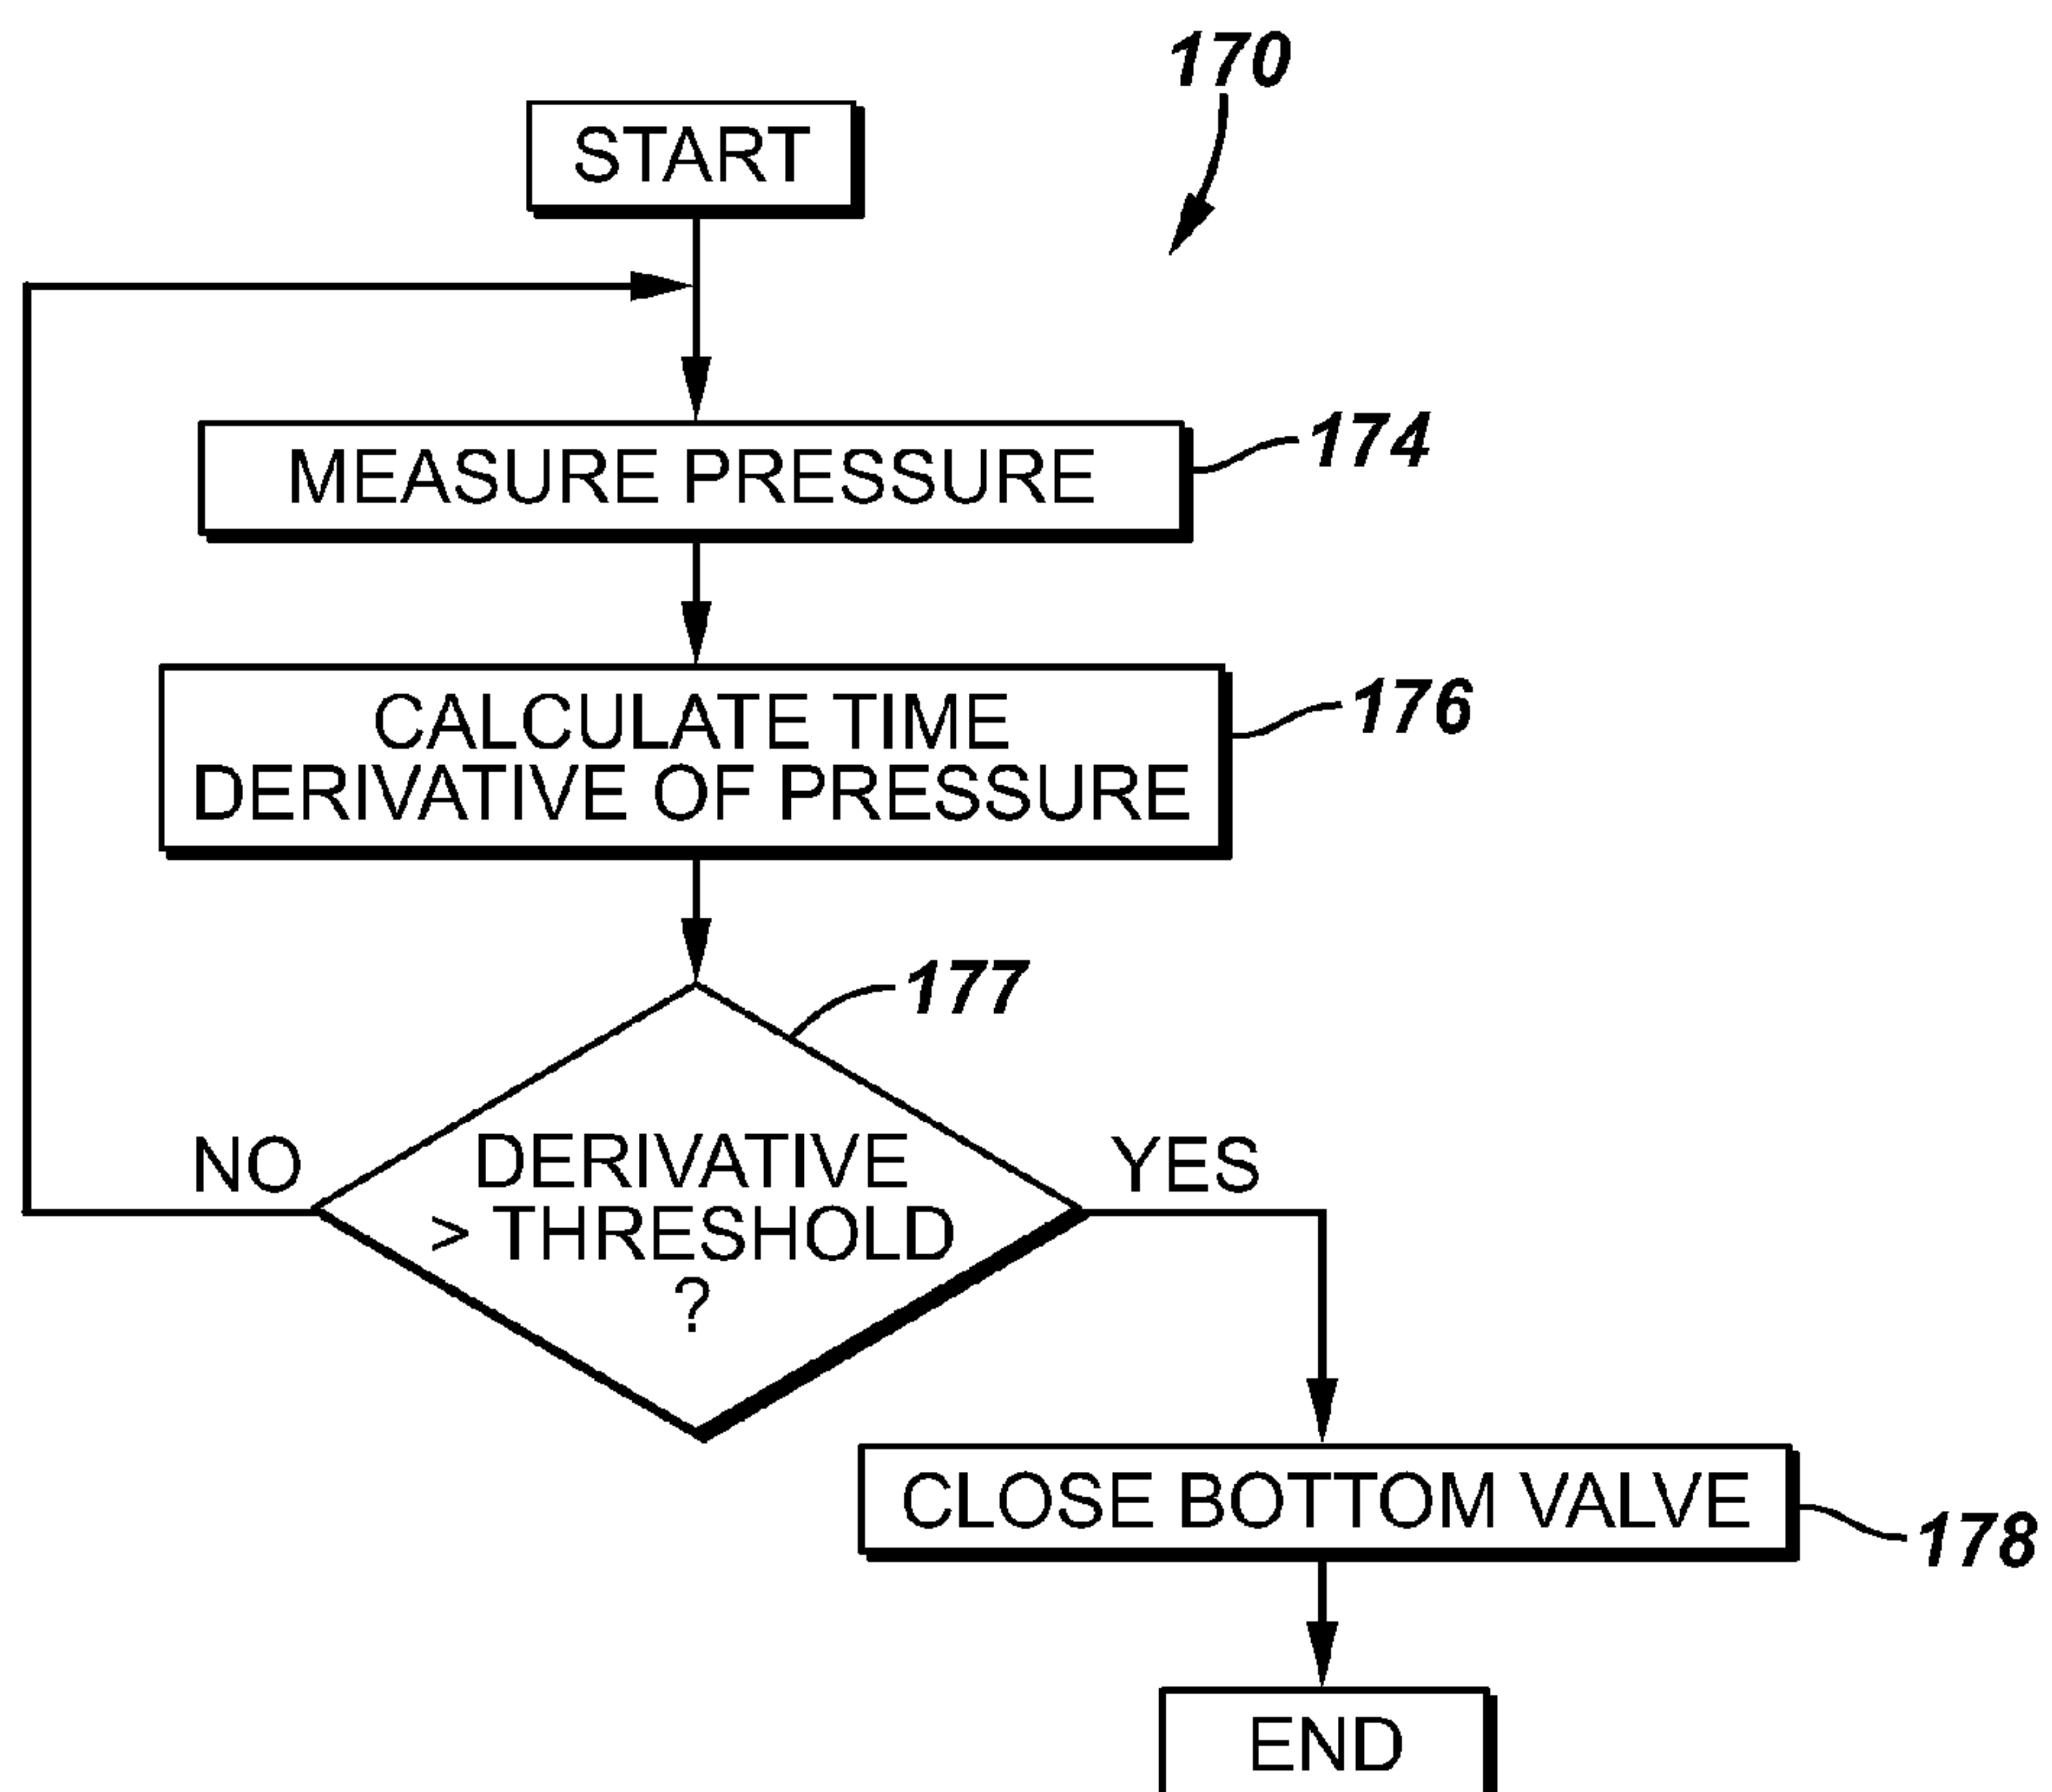 170
START
MEASURE PRESSURE
174
CALCULATE TIME
DERIVATIVE OF PRESSURE
176
177
NO
DERIVATIVE
> THRESHOLD
?
YES
CLOSE BOTTOM VALVE
178
END